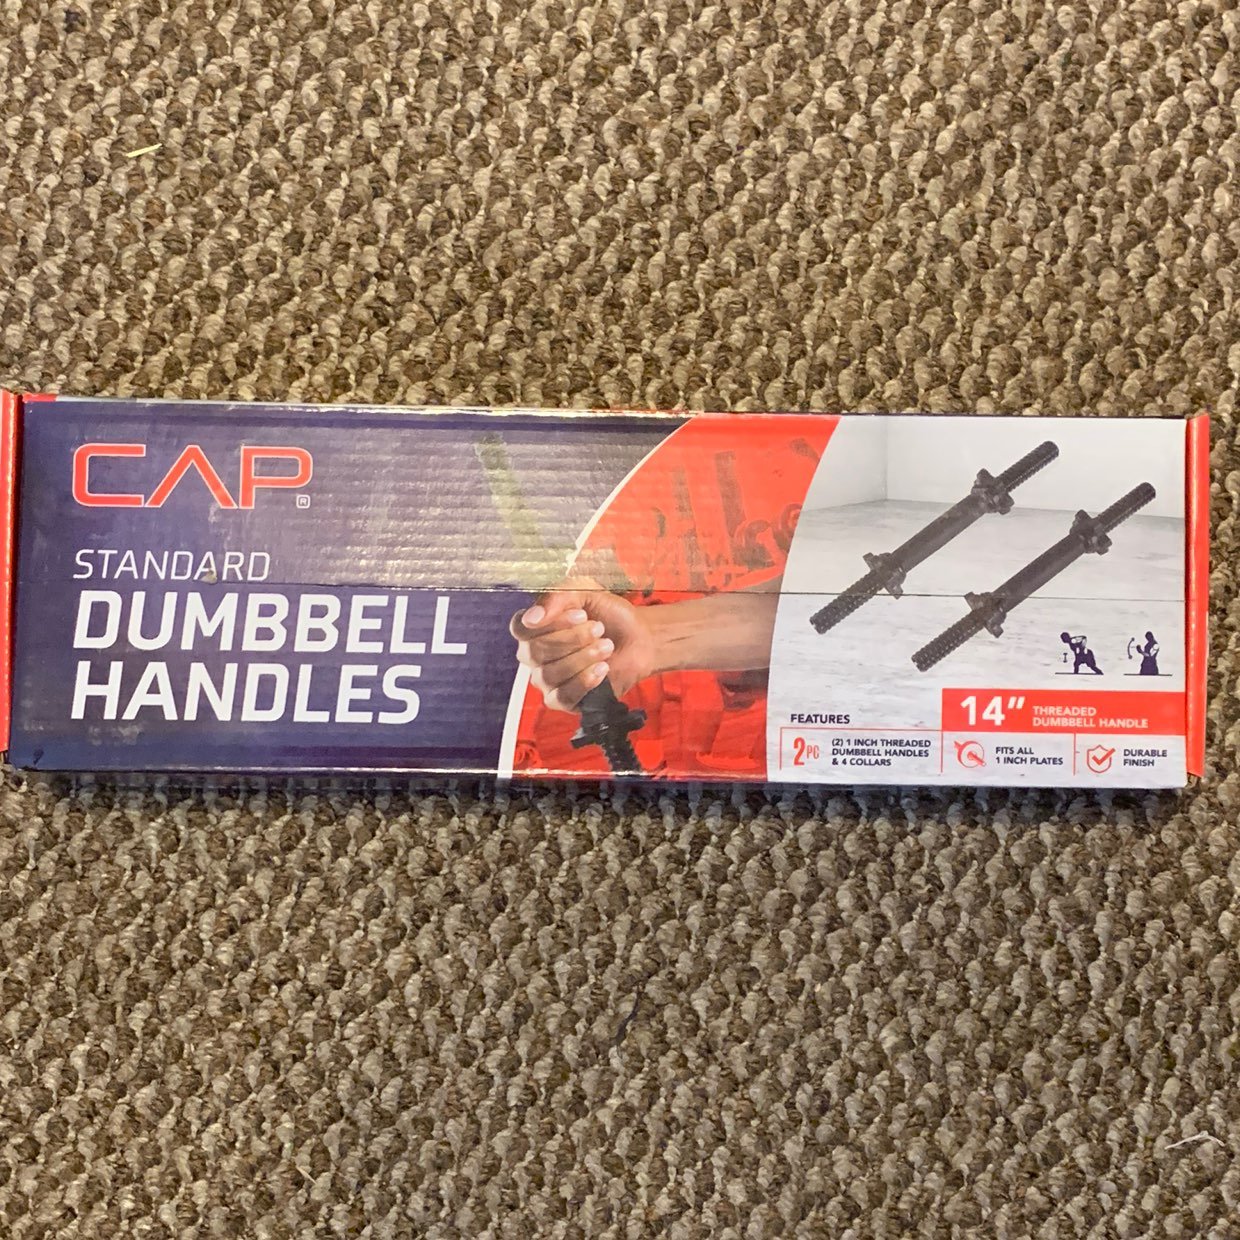 CAP®
STANDARD
DUMBBELL
HANDLES
FEATURES
2PC
(2) 1 INCH THREADED
DUMBBELL HANDLES
& 4 COLLARS
14"
THREADED
DUMBBELL HANDLE
FITS ALL
1 INCH PLATES
DURABLE
FINISH